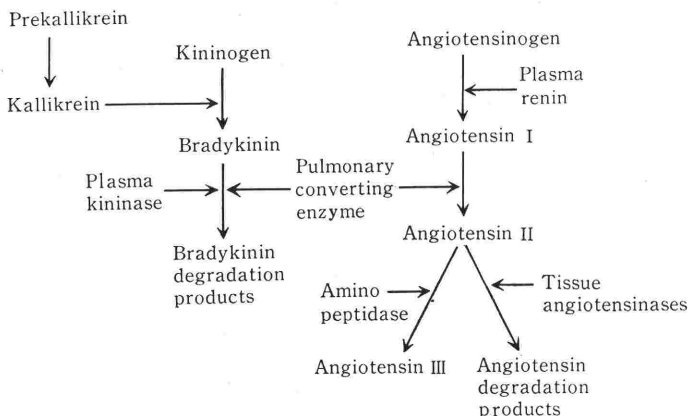 Prekallikrein
Kininogen
Angiotensinogen
Plasma
renin
Kallikrein
Bradykinin
Angiotensin I
Plasma
kininase
Pulmonary
converting
enzyme
Bradykinin
degradation
products
Angiotensin II
Amino
peptidase
Tissue
angiotensinases
Angiotensin III
Angiotensin
degradation
products